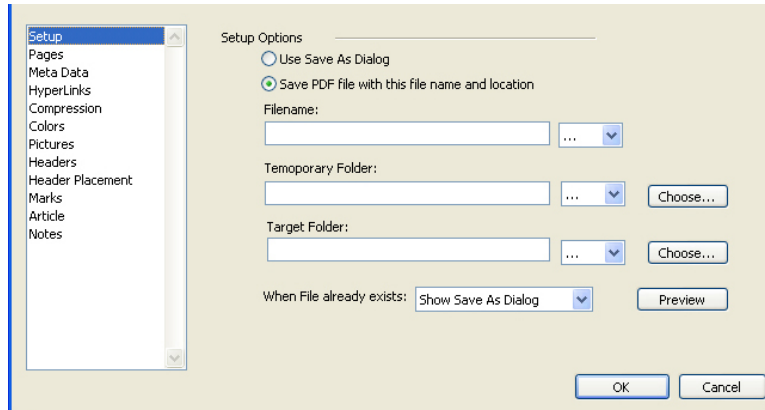 Setup
Pages
Meta Data
HyperLinks
Compression
Colors
Pictures
Headers
Header Placement
Marks
Article
Notes
Setup Options
Use Save As Dialog
Save PDF file with this file name and location
Filename:
...
Temoporary Folder:
... Choose...
Target Folder:
... Choose...
When File already exists: Show Save As Dialog Preview
OK Cancel